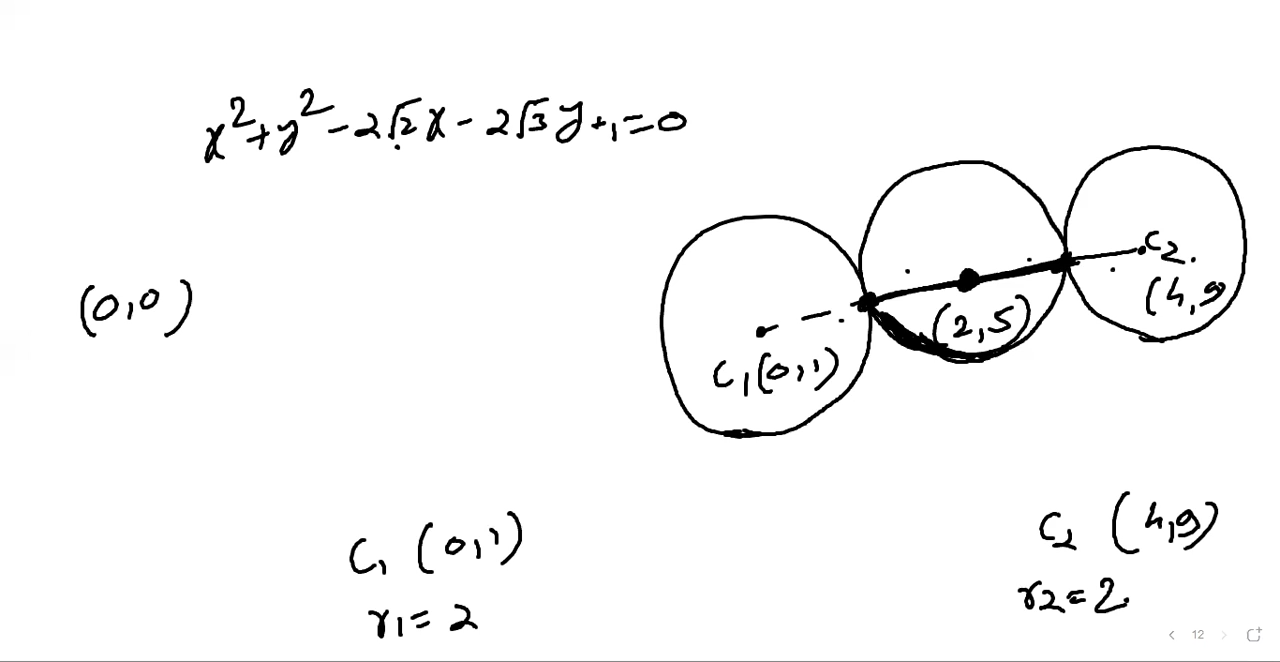 x²+y²-2√2x-2√3y+1=0
(0,0)
C₂
(4,9
(2,5)
C₁(0,1)
C₁ (0,1)
r₁=2
C₂ (4,9)
r2=2
< 12 >